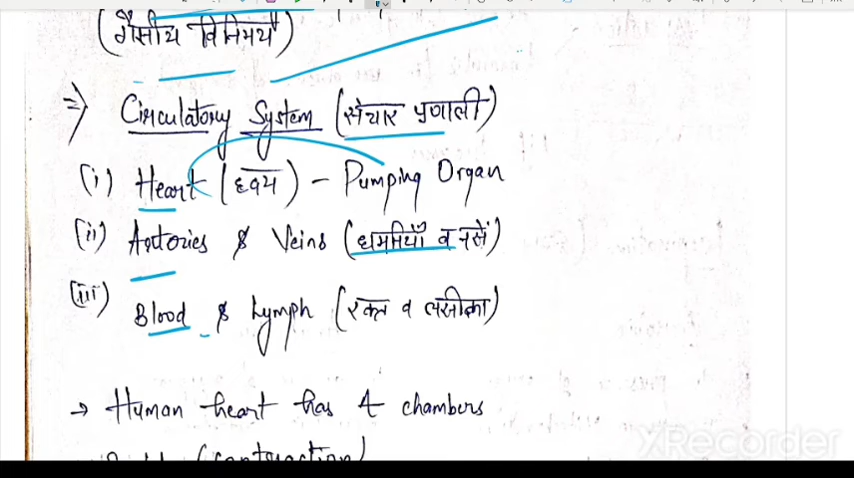 (गैसीय विनिमय)
⇒ Circulatory System (संचार प्रणाली)
(i) Heart (हृदय) - Pumping Organ
(ii) Arteries & Veins (धमनियाँ व नसें)
(iii) Blood & Lymph (रक्त व लसीका)
→ Human heart has 4 chambers
(contraction)
XRecorder